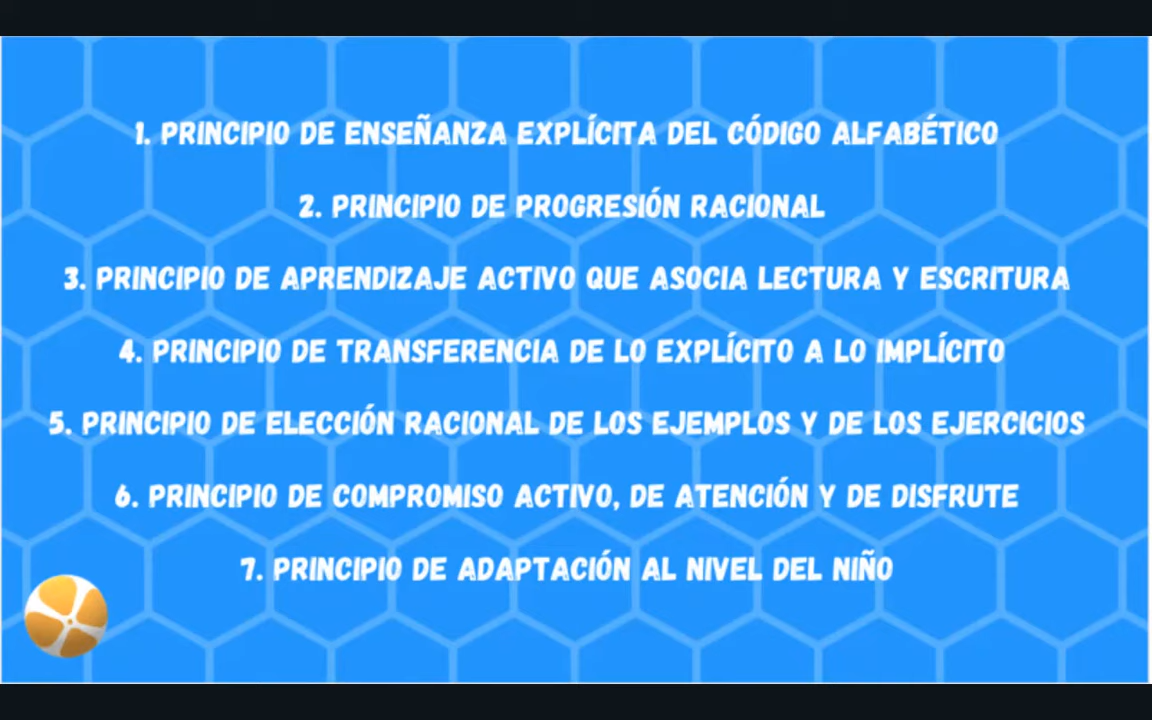 1. PRINCIPIO DE ENSEÑANZA EXPLÍCITA DEL CÓDIGO ALFABÉTICO
2. PRINCIPIO DE PROGRESIÓN RACIONAL
3. PRINCIPIO DE APRENDIZAJE ACTIVO QUE ASOCIA LECTURA Y ESCRITURA
4. PRINCIPIO DE TRANSFERENCIA DE LO EXPLÍCITO A LO IMPLÍCITO
5. PRINCIPIO DE ELECCIÓN RACIONAL DE LOS EJEMPLOS Y DE LOS EJERCICIOS
6. PRINCIPIO DE COMPROMISO ACTIVO, DE ATENCIÓN Y DE DISFRUTE
7. PRINCIPIO DE ADAPTACIÓN AL NIVEL DEL NIÑO